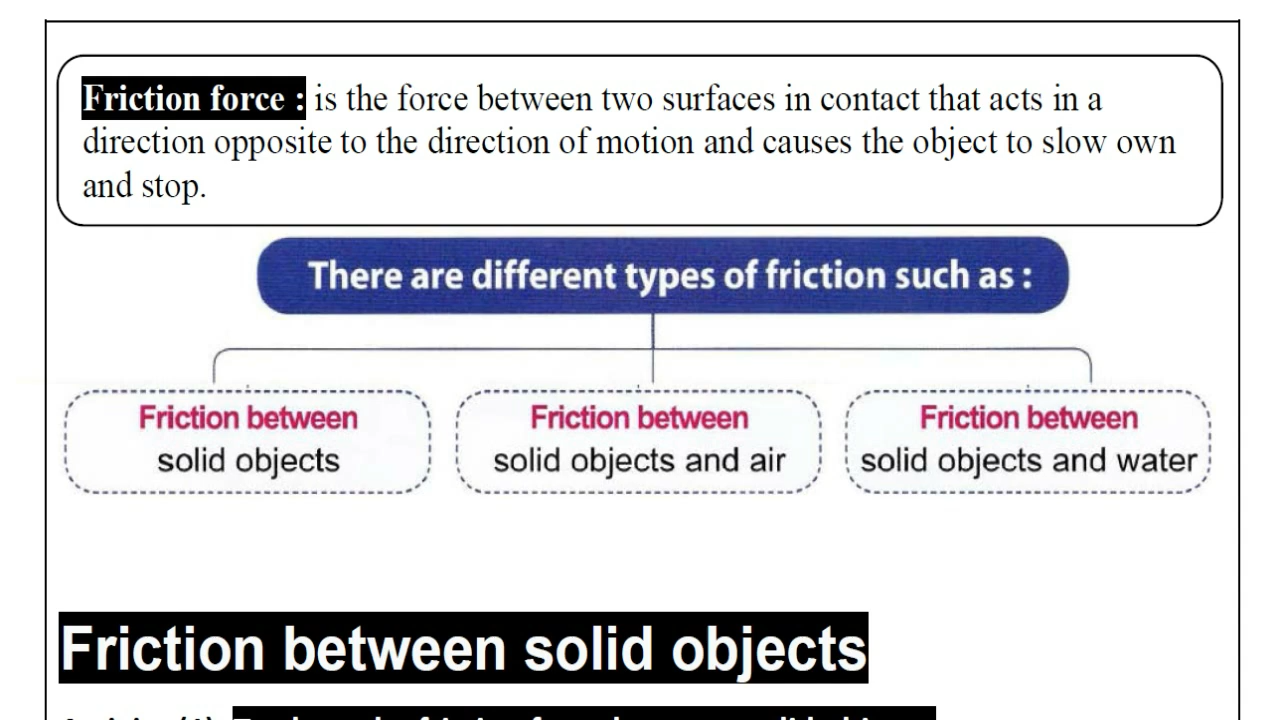 Friction force : is the force between two surfaces in contact that acts in a
direction opposite to the direction of motion and causes the object to slow own
and stop.
There are different types of friction such as :
Friction between
solid objects
Friction between
solid objects and air
Friction between
solid objects and water
Friction between solid objects